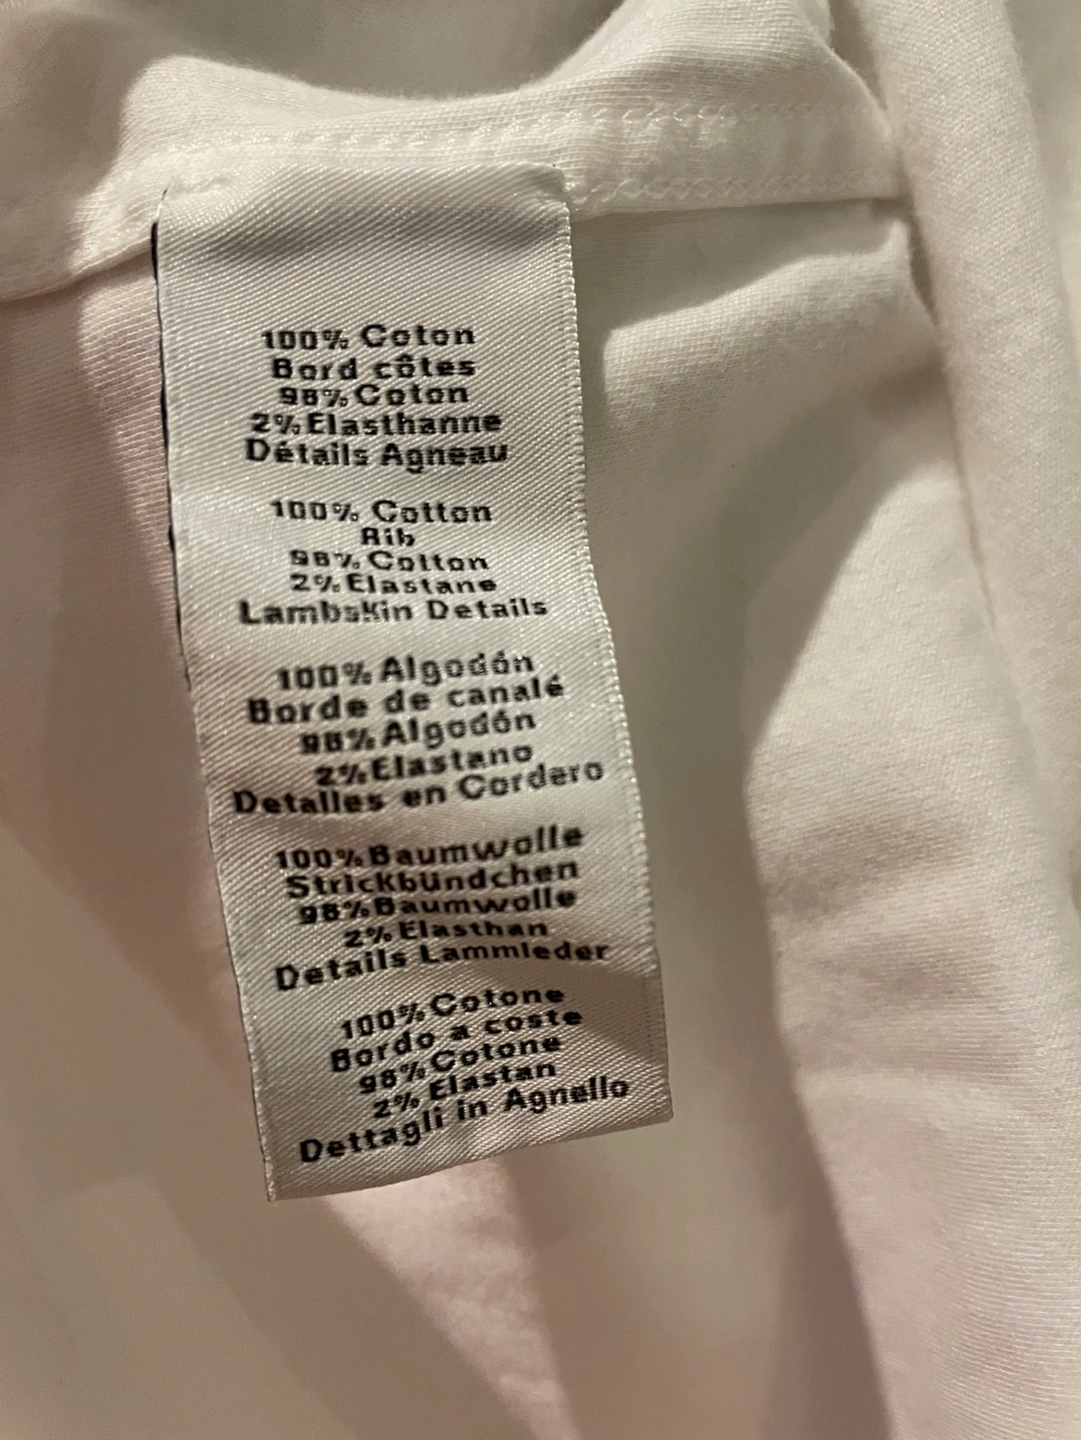 100% Coton
Bord côtes
98% Coton
2% Elasthanne
Détails Agneau
100% Cotton
Rib
98% Cotton
2% Elastane
Lambskin Details
100% Algodón
Borde de canalé
98% Algodón
2% Elastano
Detalles en Cordero
100% Baumwolle
Strickbündchen
98% Baumwolle
2% Elasthan
Details Lammleder
100% Cotone
Bordo a coste
98% Cotone
2% Elastan
Dettagli in Agnello